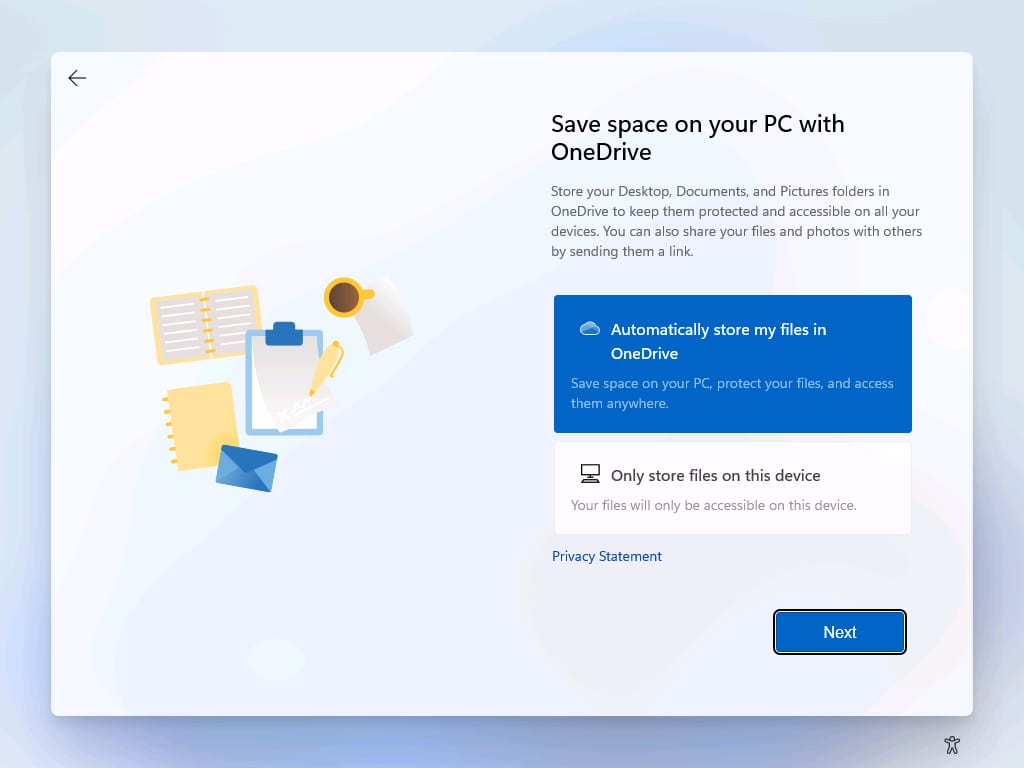 Save space on your PC with
OneDrive
Store your Desktop, Documents, and Pictures folders in
OneDrive to keep them protected and accessible on all your
devices. You can also share your files and photos with others
by sending them a link.
Automatically store my files in
OneDrive
Save space on your PC, protect your files, and access
them anywhere.
Only store files on this device
Your files will only be accessible on this device.
Privacy Statement
Next